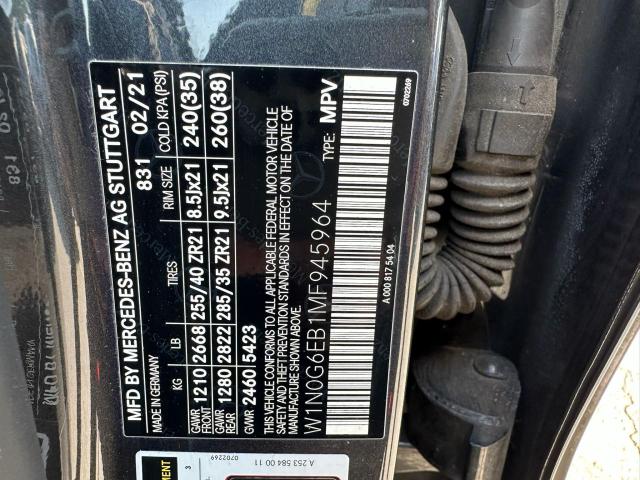 MFD BY MERCEDES-BENZ AG STUTTGART
MADE IN GERMANY 831 02/21
KG LB TIRES RIM SIZE COLD KPA (PSI)
GAWR FRONT 1210 2668 255/40 ZR21 8.5Jx21 240(35)
GAWR REAR 1280 2822 285/35 ZR21 9.5Jx21 260(38)
GWR 2460 5423
THIS VEHICLE CONFORMS TO ALL APPLICABLE FEDERAL MOTOR VEHICLE
SAFETY AND THEFT PREVENTION STANDARDS IN EFFECT ON THE DATE OF
MANUFACTURE SHOWN ABOVE.
TYPE: MPV
W1N0G6EB1MF945964
A 000 817 54 04
0702269
A 253 584 00 11
0702269
3